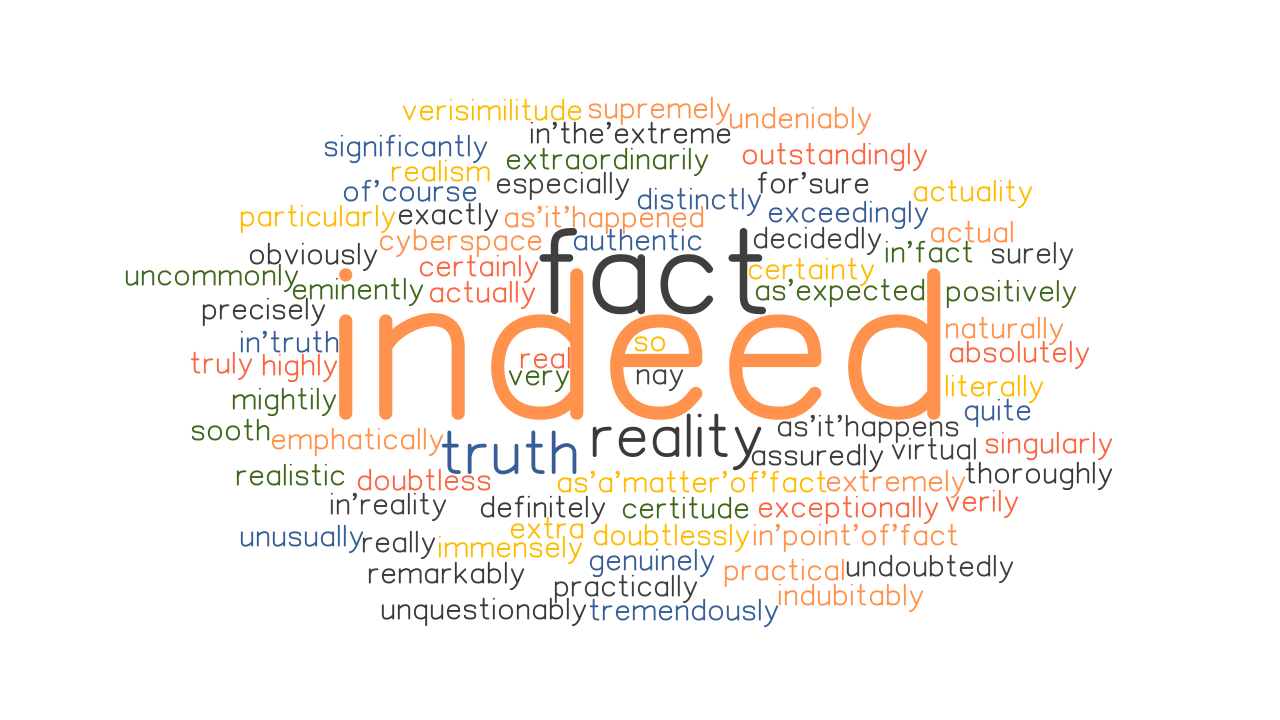 verisimilitude
supremely
undeniably
in'the'extreme
significantly
extraordinarily
outstandingly
realism
of'course
especially
distinctly
for'sure
actuality
particularly
exactly
as'it'happened
exceedingly
cyberspace
authentic
fact
decidedly
actual
obviously
in'fact
surely
certainly
certainty
uncommonly
eminently
actually
as'expected
positively
precisely
indeed
in'truth
so
naturally
truly
highly
real
very
nay
absolutely
mightily
literally
quite
sooth
emphatically
truth
reality
as'it'happens
assuredly
virtual
singularly
realistic
doubtless
as'a'matter'of'fact
extremely
thoroughly
in'reality
definitely
certitude
exceptionally
verily
unusually
really
immensely
extra
doubtlessly
in'point'of'fact
remarkably
genuinely
practically
practical
undoubtedly
indubitably
unquestionably
tremendously